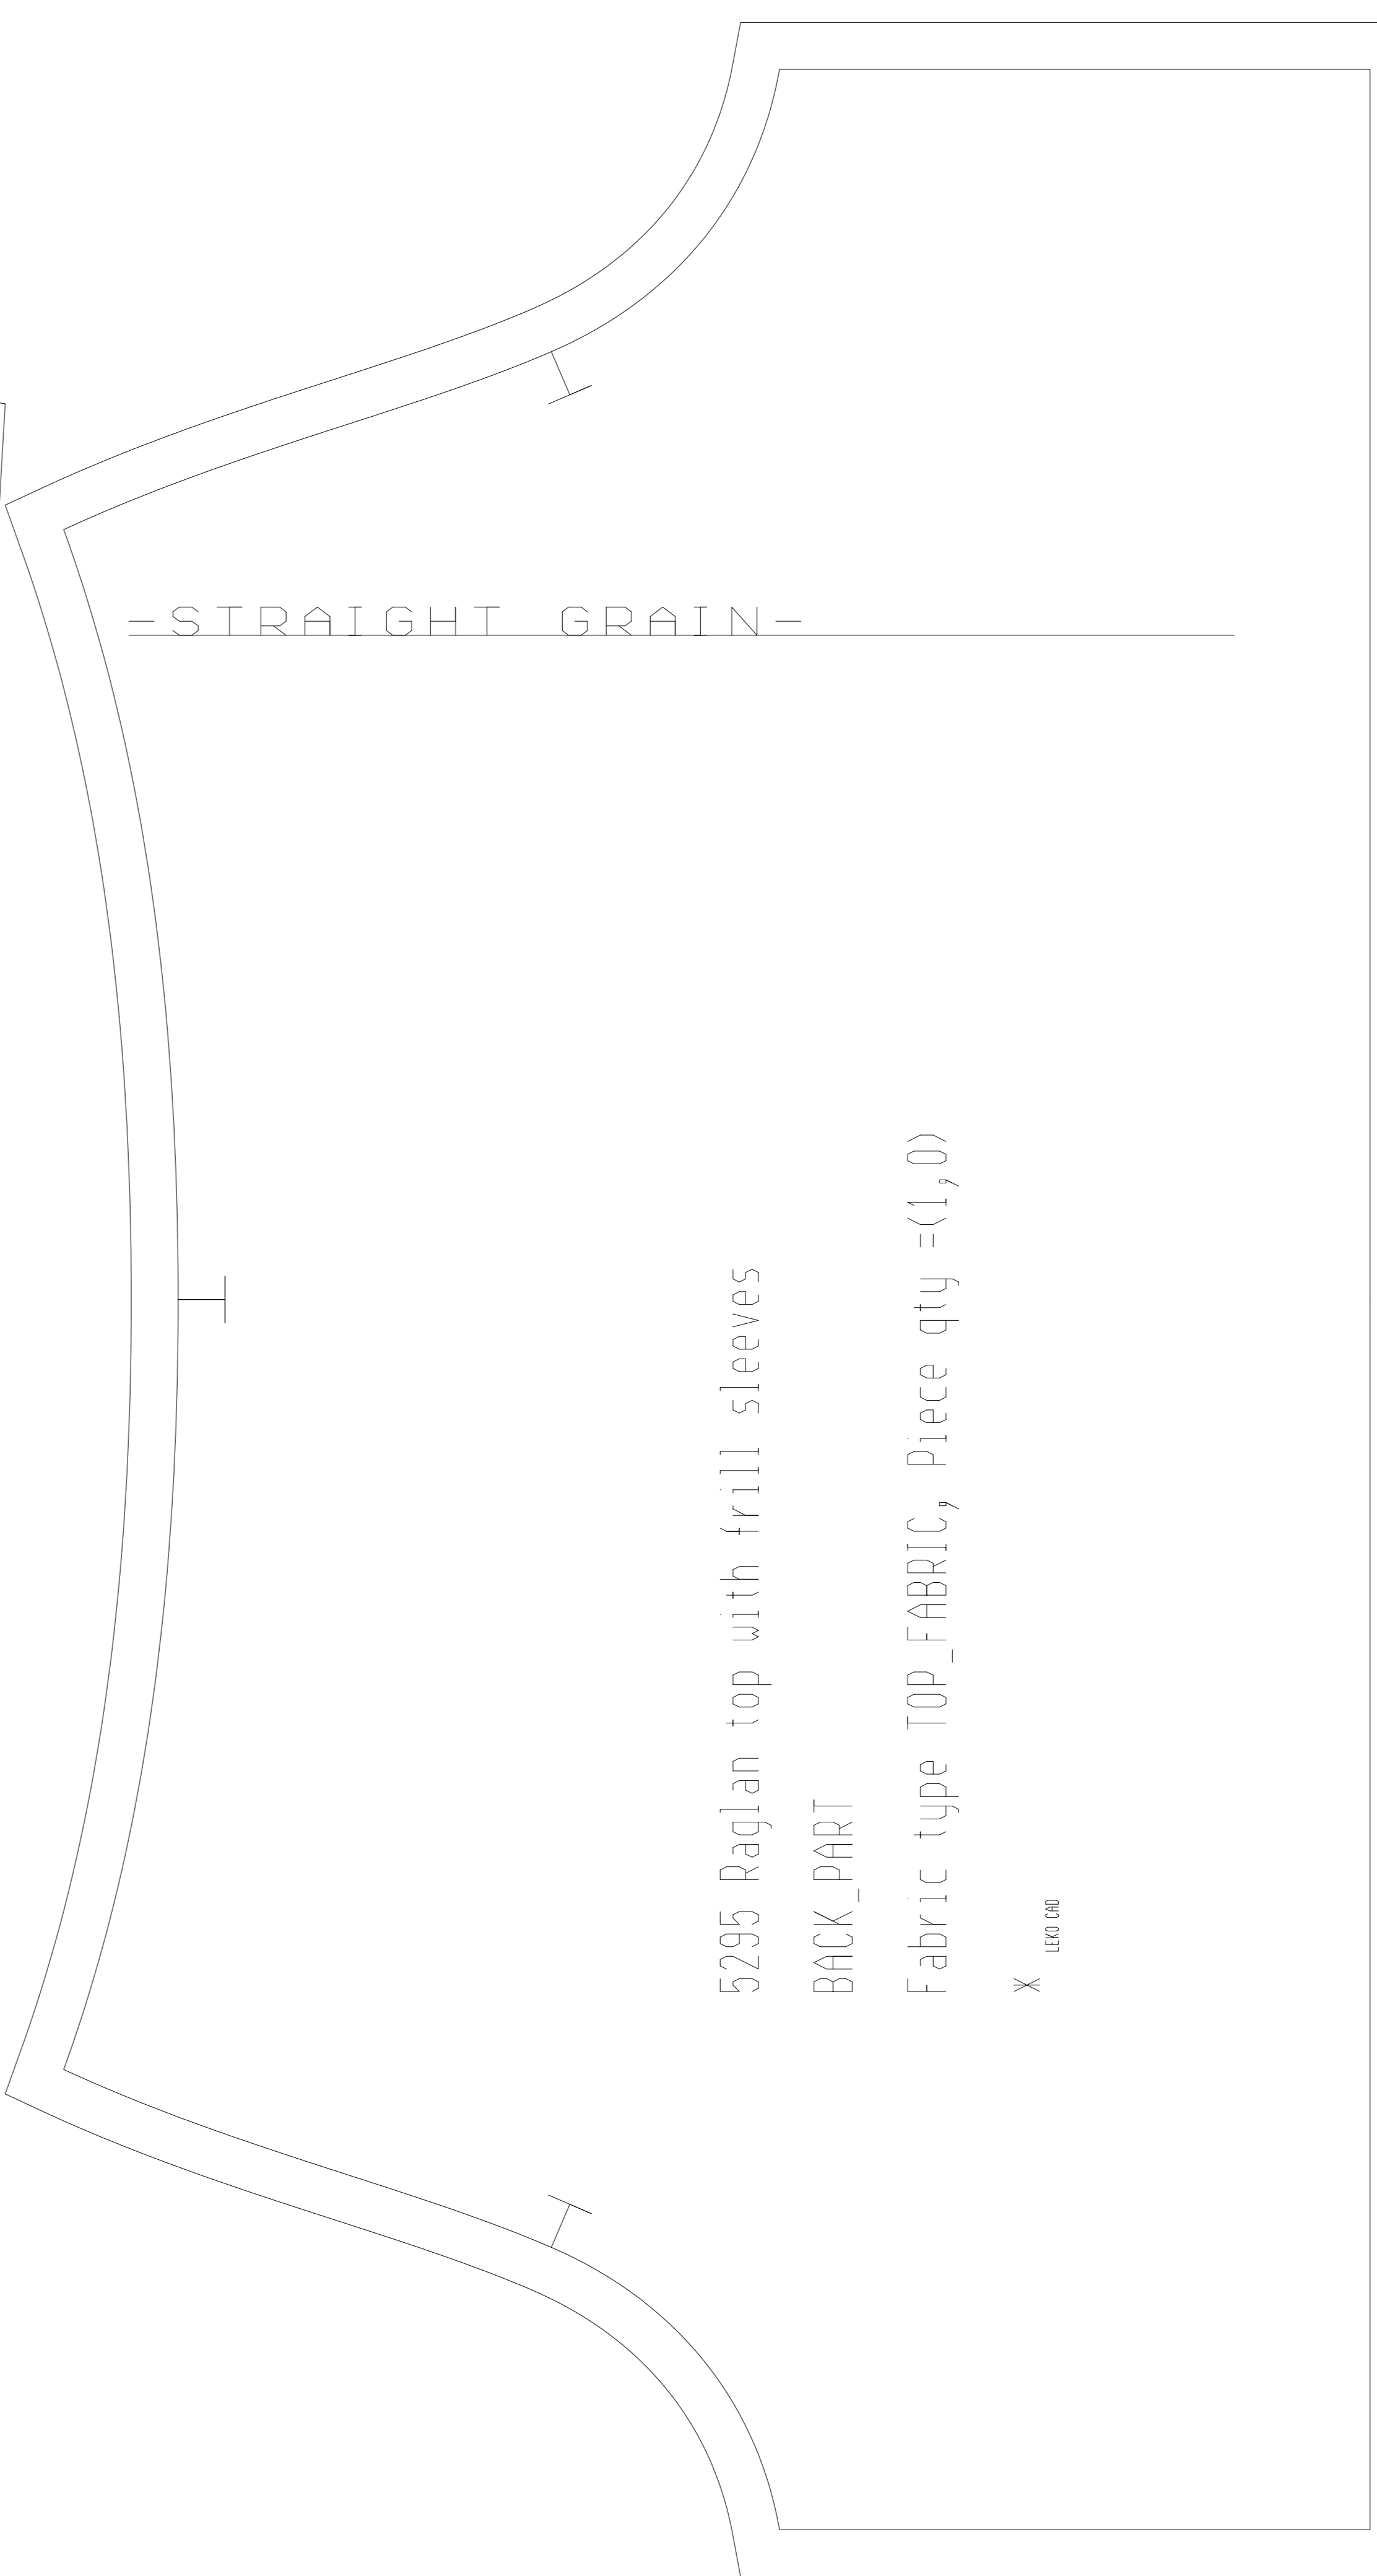 -STRAIGHT GRAIN-
5295 Raglan top with frill sleeves
BACK_PART
Fabric type TOP_FABRIC, Piece qty =(1,0)
*
LEKO CAD